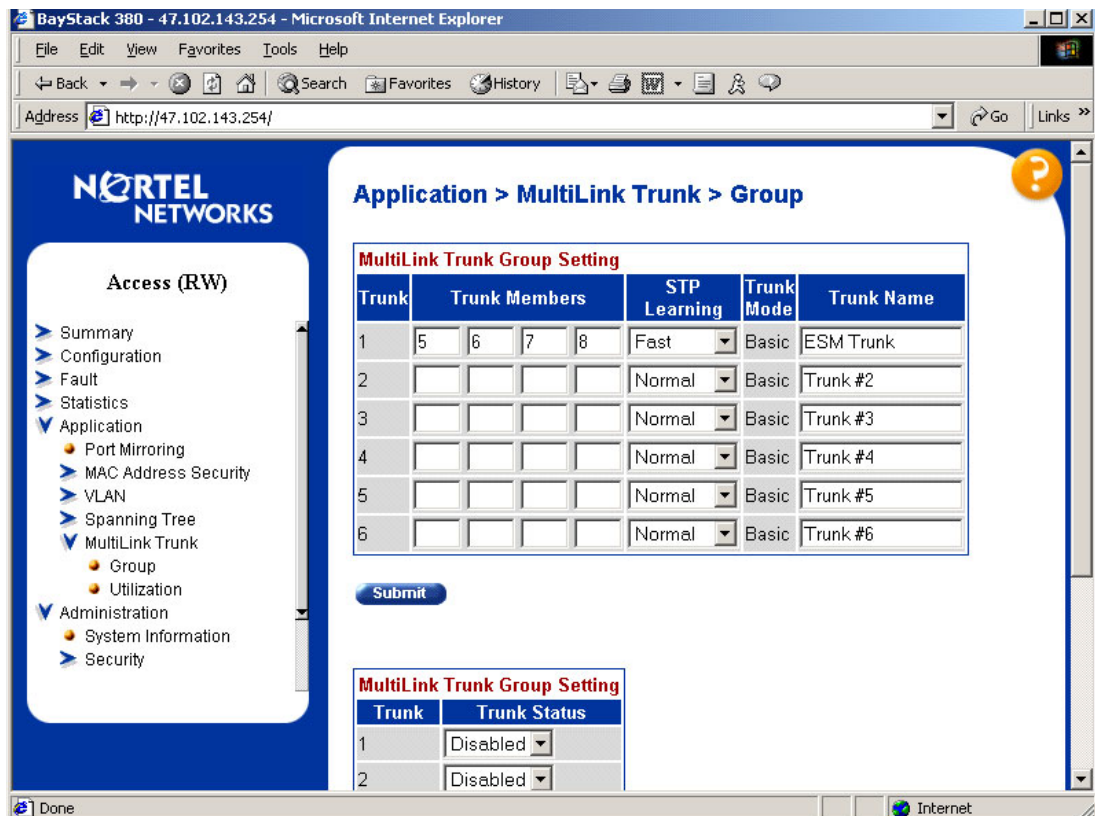 BayStack 380 - 47.102.143.254 - Microsoft Internet Explorer
File Edit View Favorites Tools Help
Back Search Favorites History
Address http://47.102.143.254/ Go Links »
NORTEL
NETWORKS
Access (RW)
Summary
Configuration
Fault
Statistics
Application
Port Mirroring
MAC Address Security
VLAN
Spanning Tree
MultiLink Trunk
Group
Utilization
Administration
System Information
Security
Application > MultiLink Trunk > Group
?
MultiLink Trunk Group Setting
Trunk Trunk Members STP Learning Trunk Mode Trunk Name
1 5 6 7 8 Fast Basic ESM Trunk
2 Normal Basic Trunk #2
3 Normal Basic Trunk #3
4 Normal Basic Trunk #4
5 Normal Basic Trunk #5
6 Normal Basic Trunk #6
Submit
MultiLink Trunk Group Setting
Trunk Trunk Status
1 Disabled
2 Disabled
Done Internet